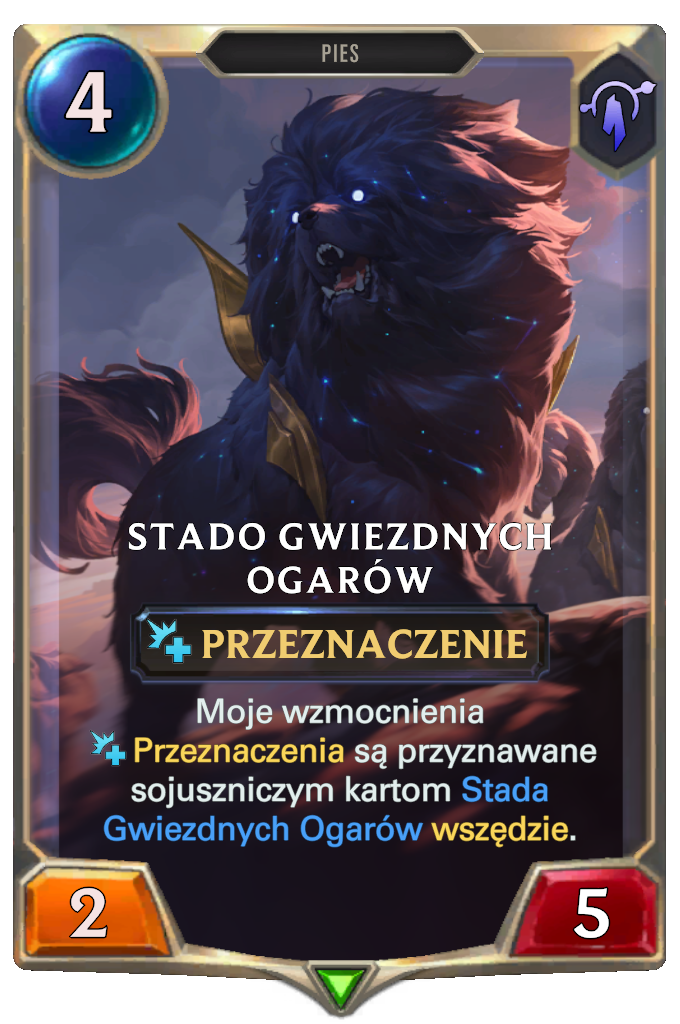 PIES
4
STADO GWIEZDNYCH
OGARÓW
PRZEZNACZENIE
Moje wzmocnienia
Przeznaczenia są przyznawane
sojuszniczym kartom Stada
Gwiezdnych Ogarów wszędzie.
2
5